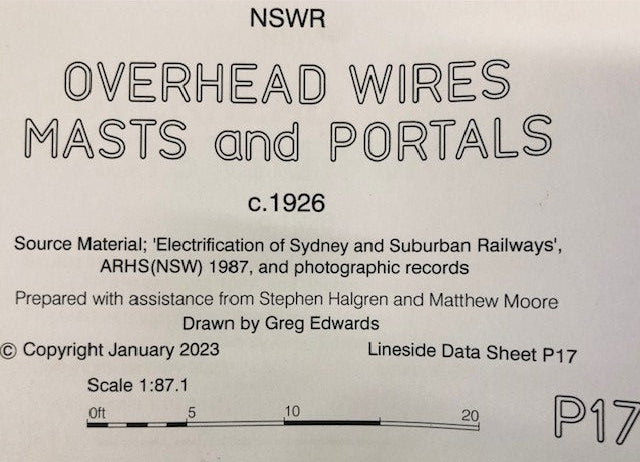 NSWR
OVERHEAD WIRES
MASTS and PORTALS
c.1926
Source Material; 'Electrification of Sydney and Suburban Railways',
ARHS(NSW) 1987, and photographic records
Prepared with assistance from Stephen Halgren and Matthew Moore
Drawn by Greg Edwards
© Copyright January 2023 Lineside Data Sheet P17
Scale 1:87.1
0ft 5 10 20
P17